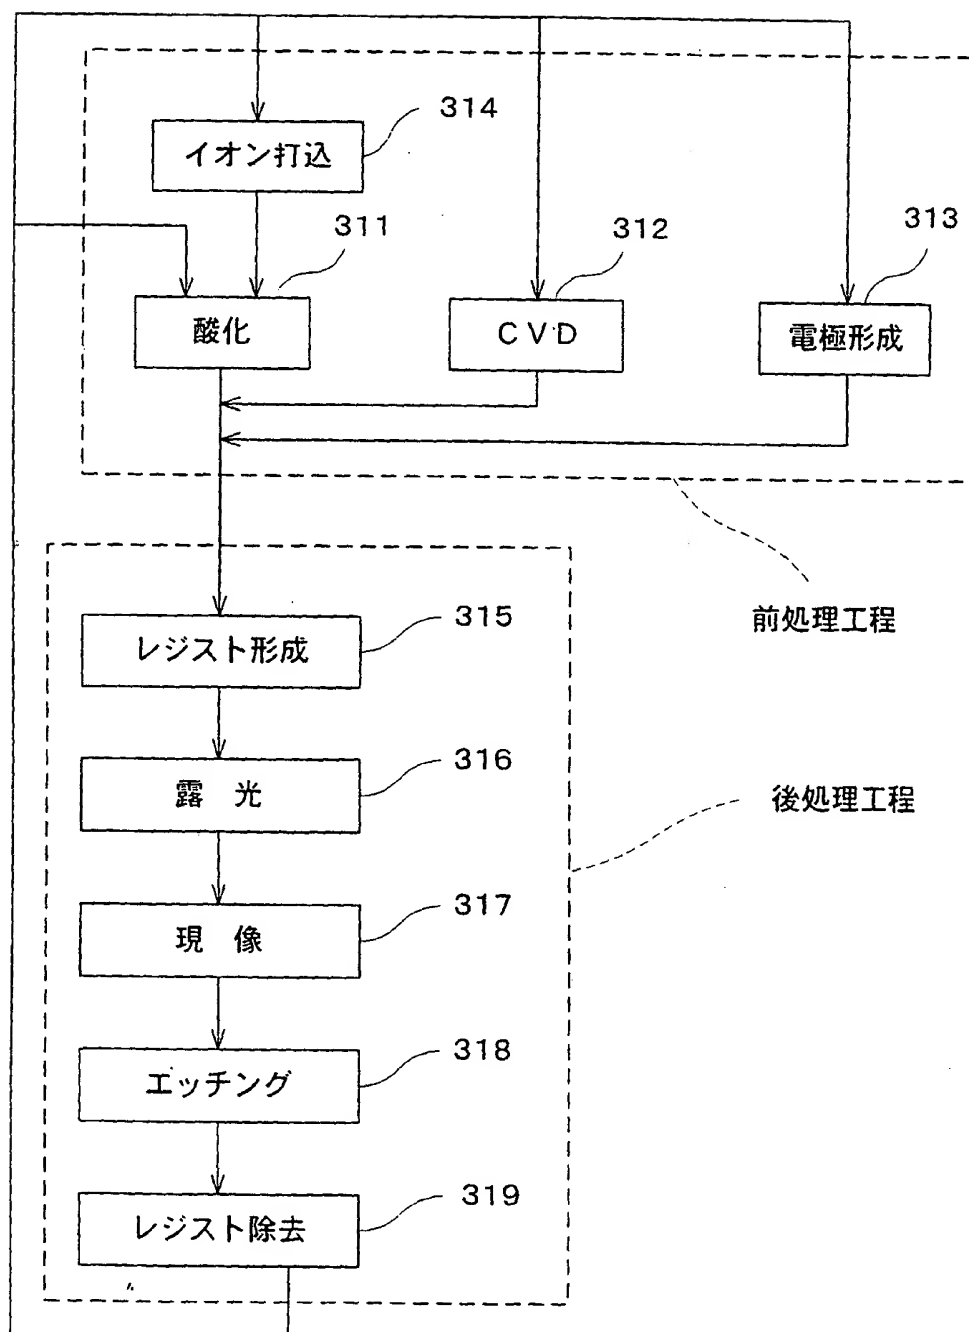 314
イオン打込
311
312
313
酸化
CVD
電極形成
315
レジスト形成
前処理工程
316
露光
後処理工程
317
現像
318
エッチング
319
レジスト除去